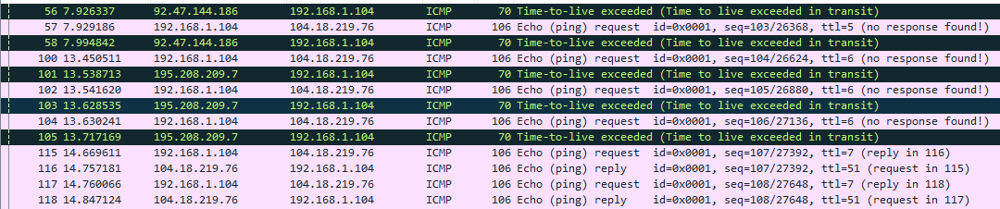 56 7.926337 92.47.144.186 192.168.1.104 ICMP 70 Time-to-live exceeded (Time to live exceeded in transit)
57 7.929186 192.168.1.104 104.18.219.76 ICMP 106 Echo (ping) request id=0x0001, seq=103/26368, ttl=5 (no response found!)
58 7.994842 92.47.144.186 192.168.1.104 ICMP 70 Time-to-live exceeded (Time to live exceeded in transit)
100 13.450511 192.168.1.104 104.18.219.76 ICMP 106 Echo (ping) request id=0x0001, seq=104/26624, ttl=6 (no response found!)
101 13.538713 195.208.209.7 192.168.1.104 ICMP 70 Time-to-live exceeded (Time to live exceeded in transit)
102 13.541620 192.168.1.104 104.18.219.76 ICMP 106 Echo (ping) request id=0x0001, seq=105/26880, ttl=6 (no response found!)
103 13.628535 195.208.209.7 192.168.1.104 ICMP 70 Time-to-live exceeded (Time to live exceeded in transit)
104 13.630241 192.168.1.104 104.18.219.76 ICMP 106 Echo (ping) request id=0x0001, seq=106/27136, ttl=6 (no response found!)
105 13.717169 195.208.209.7 192.168.1.104 ICMP 70 Time-to-live exceeded (Time to live exceeded in transit)
115 14.669611 192.168.1.104 104.18.219.76 ICMP 106 Echo (ping) request id=0x0001, seq=107/27392, ttl=7 (reply in 116)
116 14.757181 104.18.219.76 192.168.1.104 ICMP 106 Echo (ping) reply id=0x0001, seq=107/27392, ttl=51 (request in 115)
117 14.760066 192.168.1.104 104.18.219.76 ICMP 106 Echo (ping) request id=0x0001, seq=108/27648, ttl=7 (reply in 118)
118 14.847124 104.18.219.76 192.168.1.104 ICMP 106 Echo (ping) reply id=0x0001, seq=108/27648, ttl=51 (request in 117)